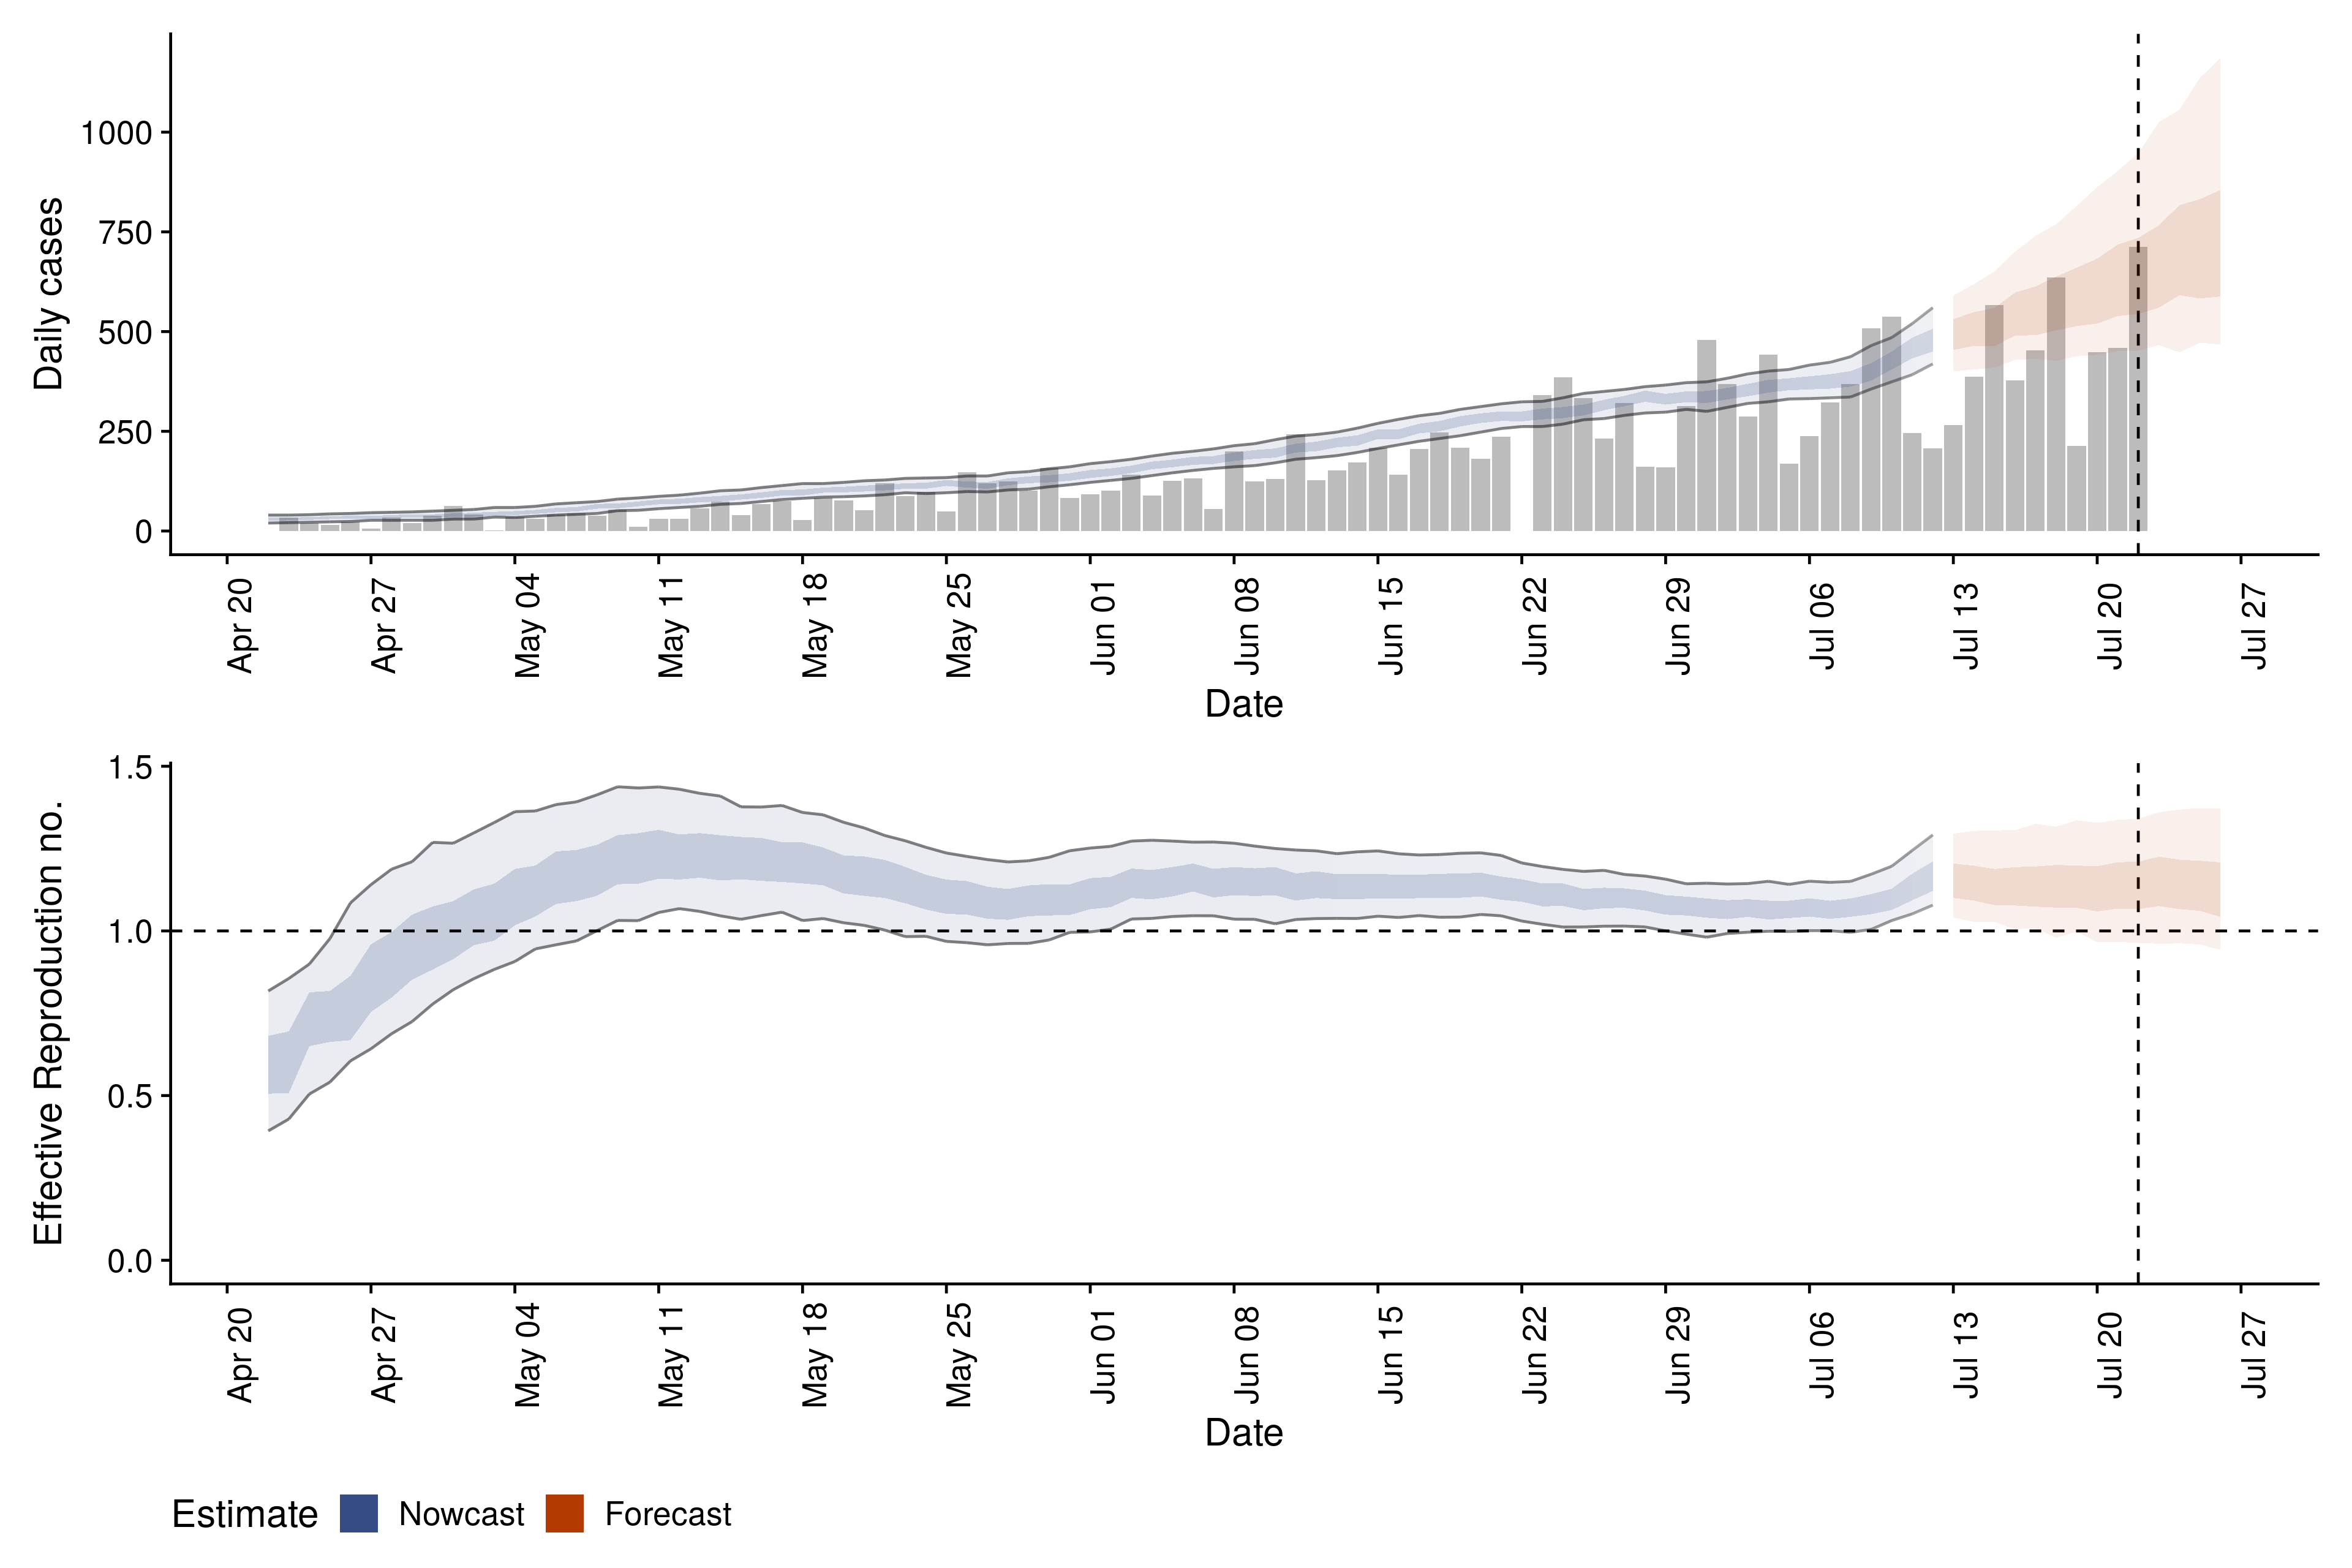 Daily cases
1000
750
500
250
0
Apr 20
Apr 27
May 04
May 11
May 18
May 25
Jun 01
Jun 08
Jun 15
Jun 22
Jun 29
Jul 06
Jul 13
Jul 20
Jul 27
Date
Effective Reproduction no.
1.5
1.0
0.5
0.0
Apr 20
Apr 27
May 04
May 11
May 18
May 25
Jun 01
Jun 08
Jun 15
Jun 22
Jun 29
Jul 06
Jul 13
Jul 20
Jul 27
Date
Estimate Nowcast Forecast